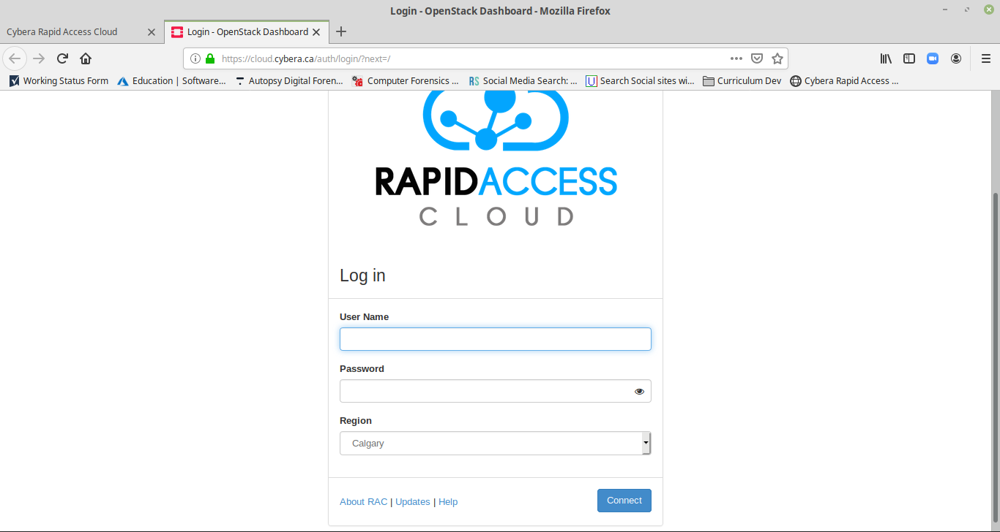 Login - OpenStack Dashboard - Mozilla Firefox
Cybera Rapid Access Cloud
Login - OpenStack Dashboard
https://cloud.cybera.ca/auth/login/?next=/
Working Status Form
Education | Software...
Autopsy Digital Foren...
Computer Forensics ...
RS Social Media Search: ...
U Search Social sites wi...
Curriculum Dev
Cybera Rapid Access ...
RAPIDACCESS
CLOUD
Log in
User Name
Password
Region
Calgary
About RAC | Updates | Help
Connect